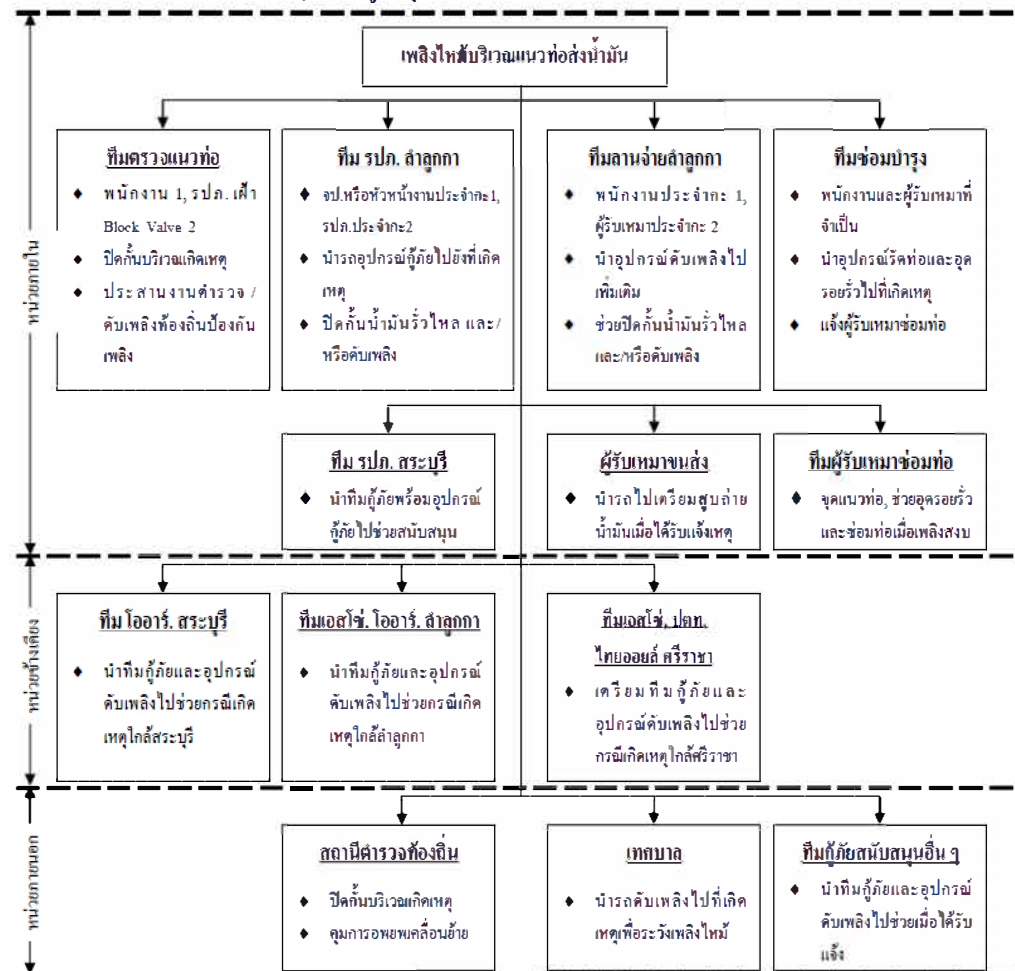 เพลิงไหม้บริเวณแนวท่อส่งน้ำมัน
หน่วยภายใน
ทีมตรวจแนวท่อ
♦ พนักงาน 1, รปภ. เฝ้า
Block Valve 2
♦ ปิดกั้นบริเวณเกิดเหตุ
♦ ประสานงานตำรวจ /
ดับเพลิงท้องถิ่นป้องกัน
เพลิง
ทีม รปภ. ลำลูกกา
♦ จป.หรือหัวหน้างานประจำกะ1,
รปภ.ประจำกะ2
♦ นำรถอุปกรณ์กู้ภัยไปยังที่เกิด
เหตุ
♦ ปิดกั้นน้ำมันรั่วไหล และ/
หรือดับเพลิง
ทีมลานจ่ายลำลูกกา
♦ พนักงานประจำกะ 1,
ผู้รับเหมาประจำกะ 2
♦ นำอุปกรณ์ดับเพลิงไป
เพิ่มเติม
♦ ช่วยปิดกั้นน้ำมันรั่วไหล
และ/หรือดับเพลิง
ทีมซ่อมบำรุง
♦ พนักงานและผู้รับเหมาที่
จำเป็น
♦ นำอุปกรณ์รัดท่อและอุด
รอยรั่วไปที่เกิดเหตุ
♦ แจ้งผู้รับเหมาซ่อมท่อ
ทีม รปภ. สระบุรี
♦ นำทีมกู้ภัยพร้อมอุปกรณ์
กู้ภัยไปช่วยสนับสนุน
ผู้รับเหมาขนส่ง
♦ นำรถไปเตรียมสูบถ่าย
น้ำมันเมื่อได้รับแจ้งเหตุ
ทีมผู้รับเหมาซ่อมท่อ
♦ ขุดแนวท่อ, ช่วยอุดรอยรั่ว
และซ่อมท่อเมื่อเพลิงสงบ
หน่วยข้างเคียง
ทีม โออาร์. สระบุรี
♦ นำทีมกู้ภัยและอุปกรณ์
ดับเพลิงไปช่วยกรณีเกิด
เหตุใกล้สระบุรี
ทีมเอสโซ่. โออาร์. ลำลูกกา
♦ นำทีมกู้ภัยและอุปกรณ์
ดับเพลิงไปช่วยกรณีเกิด
เหตุใกล้ลำลูกกา
ทีมเอสโซ่, ปตท.
ไทยออยล์ ศรีราชา
♦ เตรียมทีมกู้ภัยและ
อุปกรณ์ดับเพลิงไปช่วย
กรณีเกิดเหตุใกล้ศรีราชา
หน่วยภายนอก
สถานีตำรวจท้องถิ่น
♦ ปิดกั้นบริเวณเกิดเหตุ
♦ คุมการอพยพเคลื่อนย้าย
เทศบาล
♦ นำรถดับเพลิงไปที่เกิด
เหตุเพื่อระวังเพลิงไหม้
ทีมกู้ภัยสนับสนุนอื่น ๆ
♦ นำทีมกู้ภัยและอุปกรณ์
ดับเพลิงไปช่วยเมื่อได้รับ
แจ้ง